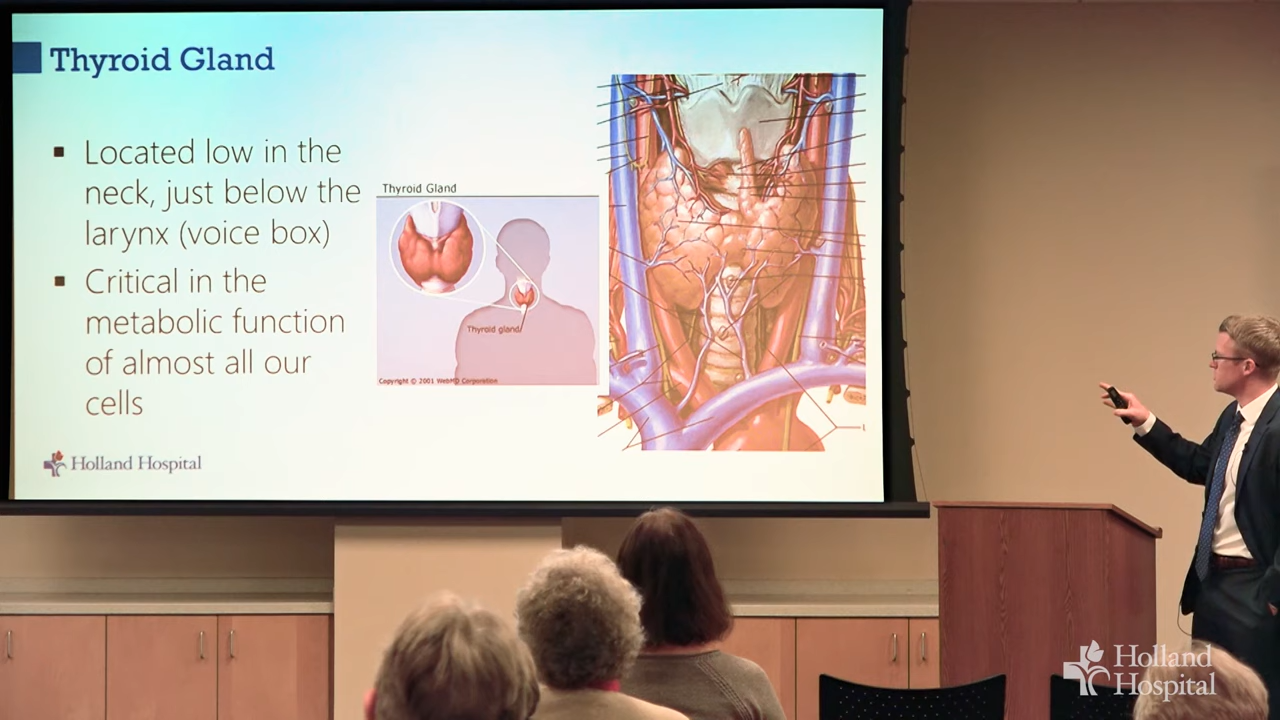 Thyroid Gland
▪ Located low in the
neck, just below the
larynx (voice box)
▪ Critical in the
metabolic function
of almost all our
cells
Thyroid Gland
Thyroid gland
Copyright © 2001 WebMD Corporation
Holland Hospital
Holland
Hospital